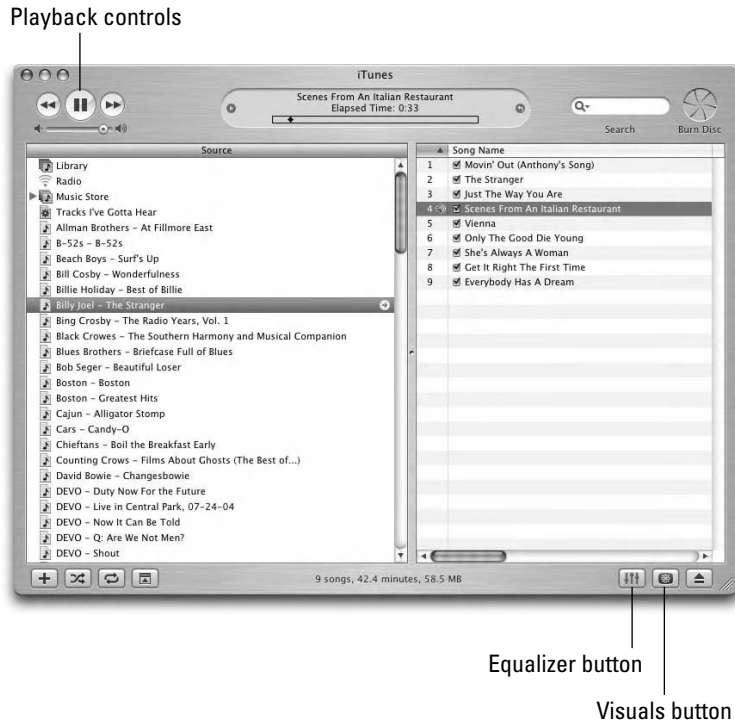 Playback controls
iTunes
Scenes From An Italian Restaurant
Elapsed Time: 0:33
Search
Burn Disc
Source
Library
Radio
Music Store
Tracks I've Gotta Hear
Allman Brothers – At Fillmore East
B-52s – B-52s
Beach Boys – Surf's Up
Bill Cosby – Wonderfulness
Billie Holiday – Best of Billie
Billy Joel – The Stranger
Bing Crosby – The Radio Years, Vol. 1
Black Crowes – The Southern Harmony and Musical Companion
Blues Brothers – Briefcase Full of Blues
Bob Seger – Beautiful Loser
Boston – Boston
Boston – Greatest Hits
Cajun – Alligator Stomp
Cars – Candy-O
Chieftans – Boil the Breakfast Early
Counting Crows – Films About Ghosts (The Best of...)
David Bowie – Changesbowie
DEVO – Duty Now For the Future
DEVO – Live in Central Park, 07-24-04
DEVO – Now It Can Be Told
DEVO – Q: Are We Not Men?
DEVO – Shout
Song Name
1 Movin' Out (Anthony's Song)
2 The Stranger
3 Just The Way You Are
4 Scenes From An Italian Restaurant
5 Vienna
6 Only The Good Die Young
7 She's Always A Woman
8 Get It Right The First Time
9 Everybody Has A Dream
9 songs, 42.4 minutes, 58.5 MB
Equalizer button
Visuals button